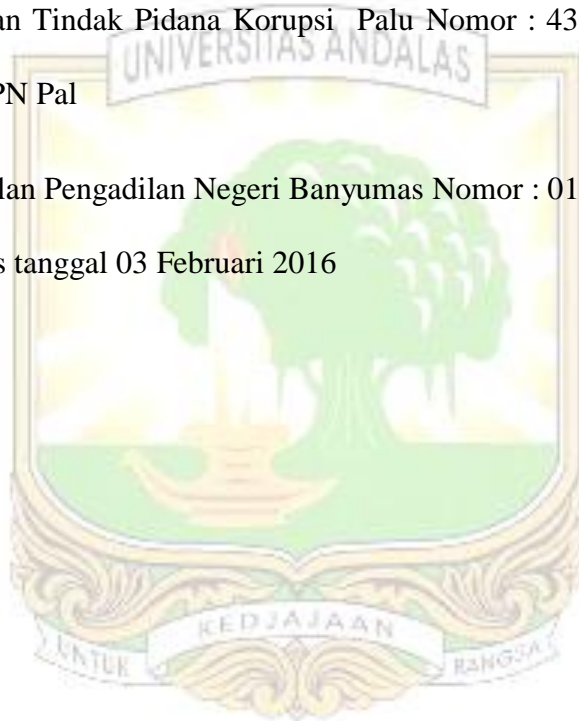 an Tindak Pidana Korupsi Palu Nomor : 43
UNIVERSITAS ANDALAS
PN Pal
lan Pengadilan Negeri Banyumas Nomor : 01
s tanggal 03 Februari 2016
KEDJAJAAN
UNTUK BANGSA